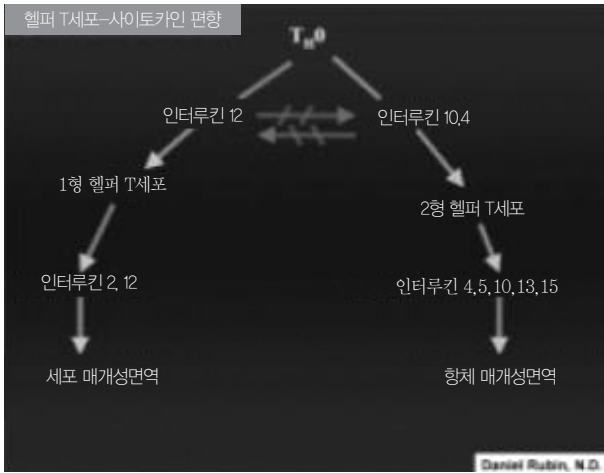 헬퍼 T세포-사이토카인 편향
TH0
인터루킨 12
인터루킨 10,4
1형 헬퍼 T세포
2형 헬퍼 T세포
인터루킨 2, 12
인터루킨 4,5,10,13,15
세포 매개성면역
항체 매개성면역
Daniel Rubin, N.D.